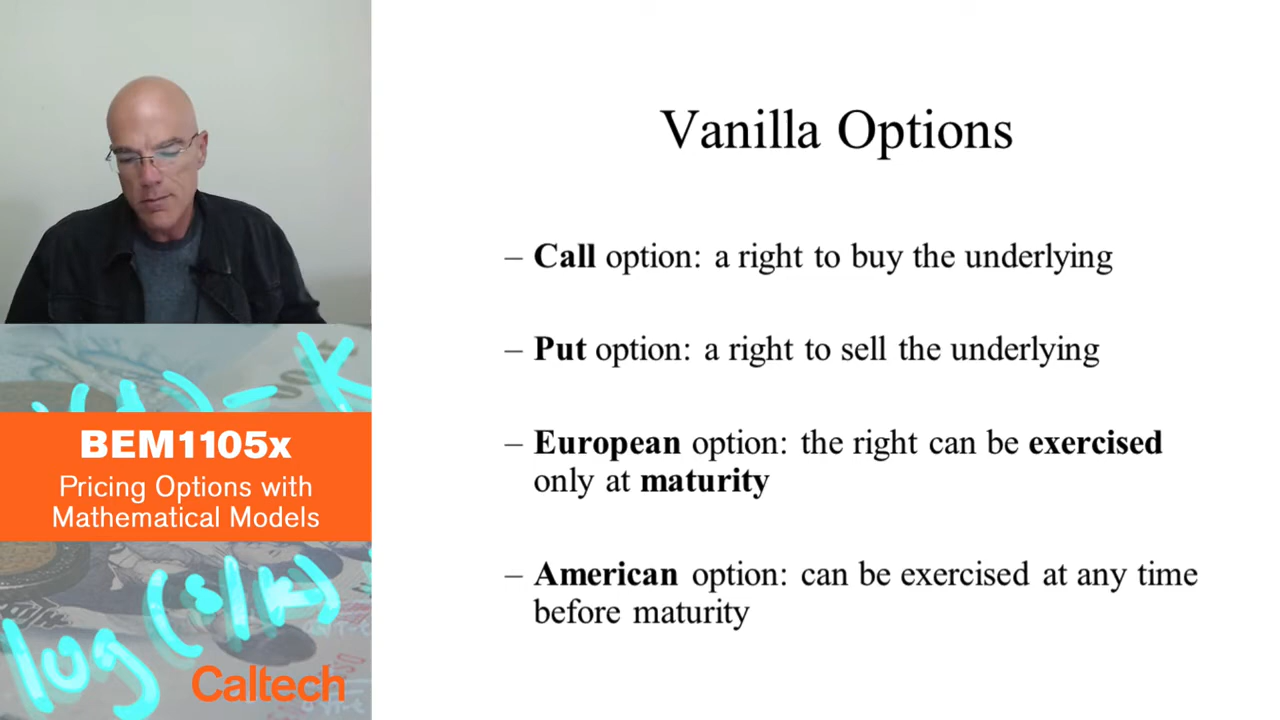 Vanilla Options
– Call option: a right to buy the underlying
– Put option: a right to sell the underlying
– European option: the right can be exercised
only at maturity
– American option: can be exercised at any time
before maturity
– K
BEM1105x
Pricing Options with
Mathematical Models
log (s/k)
Caltech